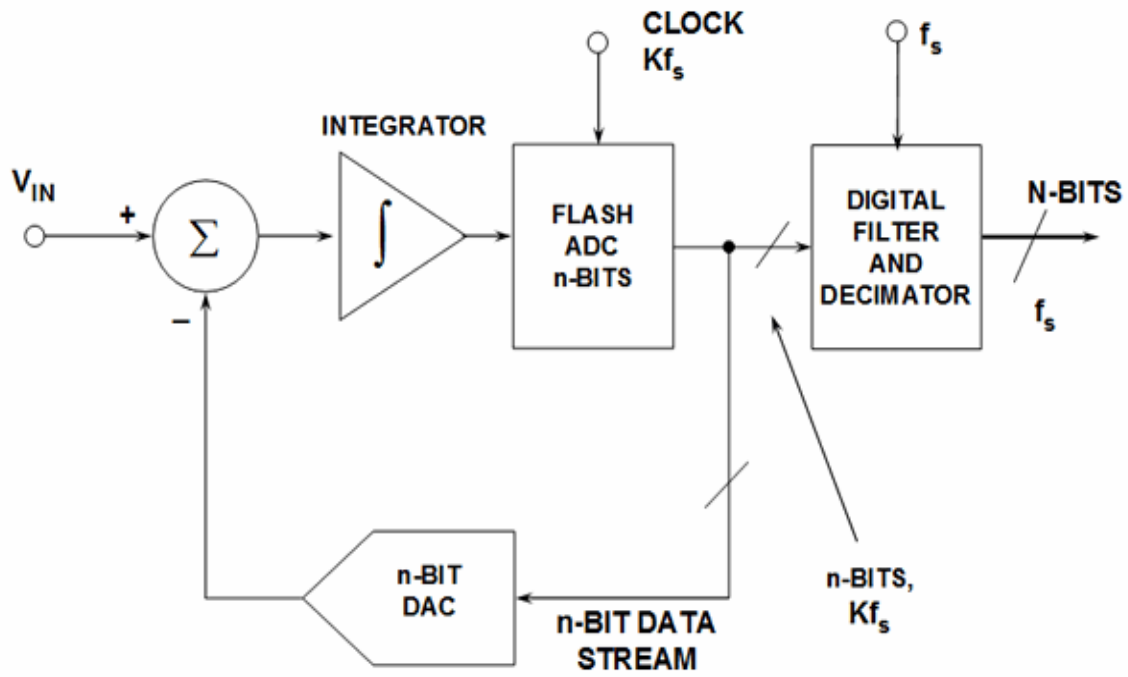 CLOCK
Kfₛ
fₛ
INTEGRATOR
V_IN
+
Σ
∫
FLASH
ADC
n-BITS
DIGITAL
FILTER
AND
DECIMATOR
N-BITS
fₛ
–
n-BIT
DAC
n-BIT DATA
STREAM
n-BITS,
Kfₛ